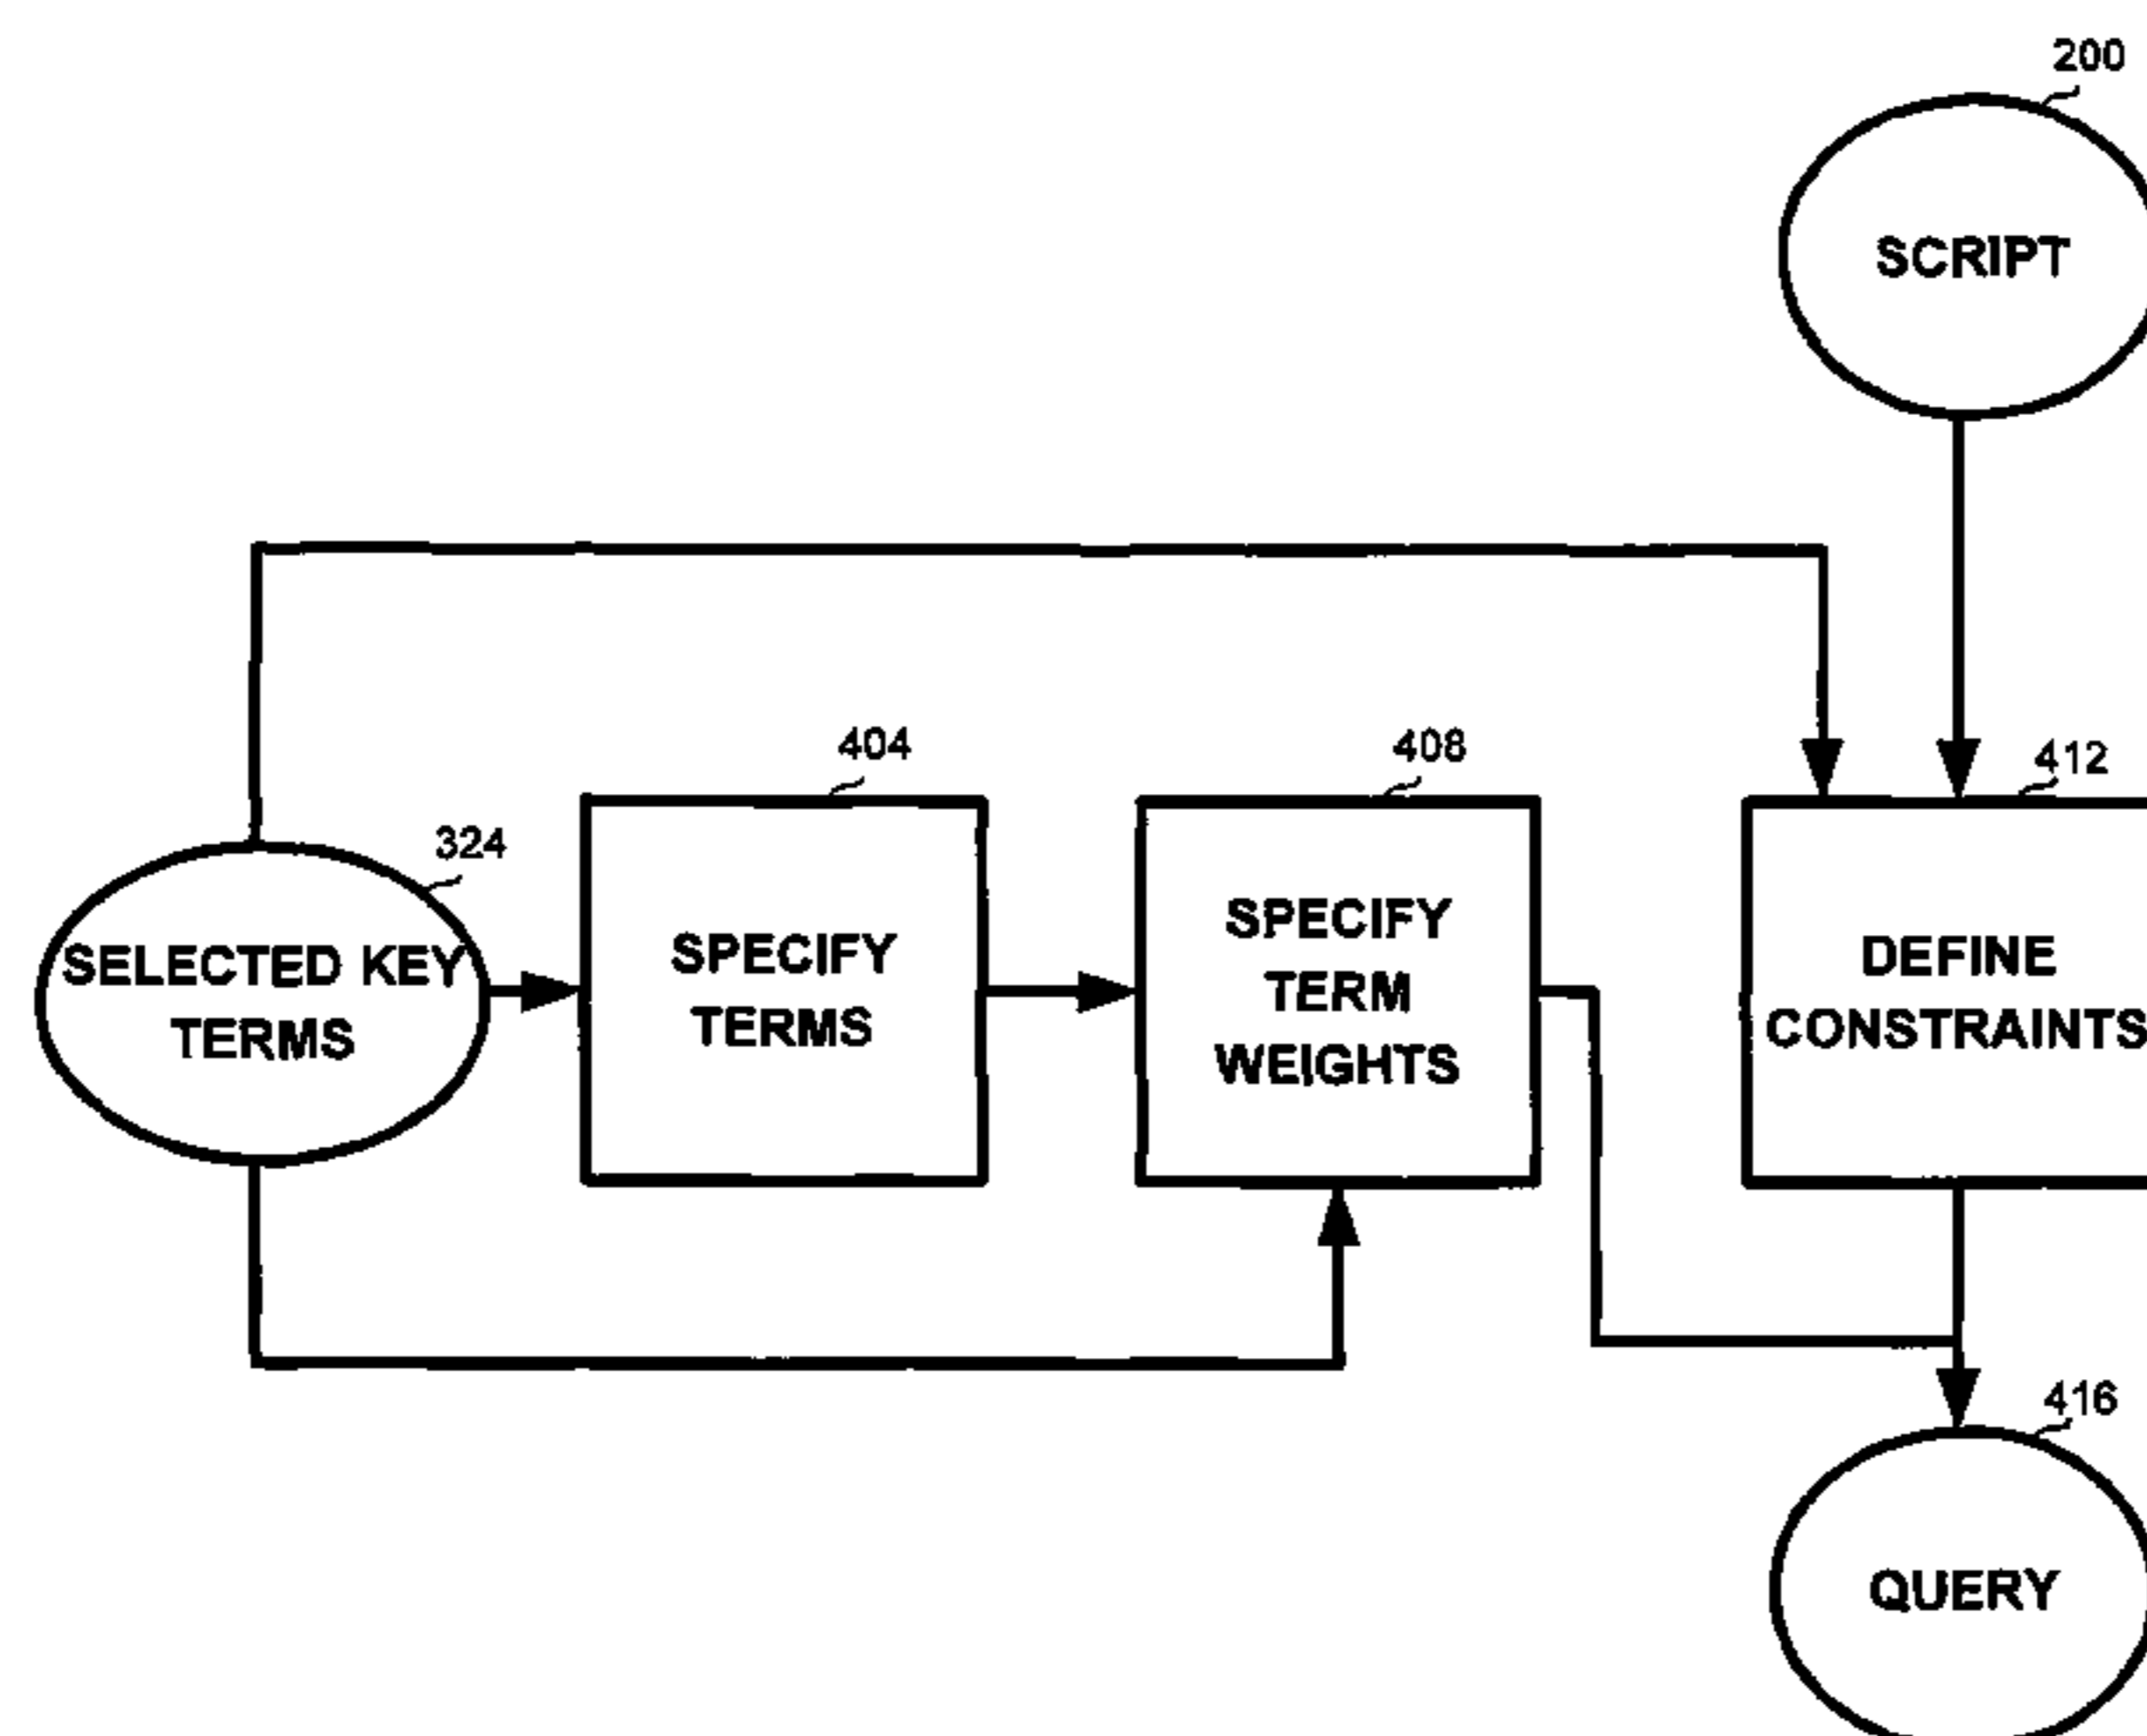 200
SCRIPT
404
408
412
324
SELECTED KEY
TERMS
SPECIFY
TERMS
SPECIFY
TERM
WEIGHTS
DEFINE
CONSTRAINTS
416
QUERY